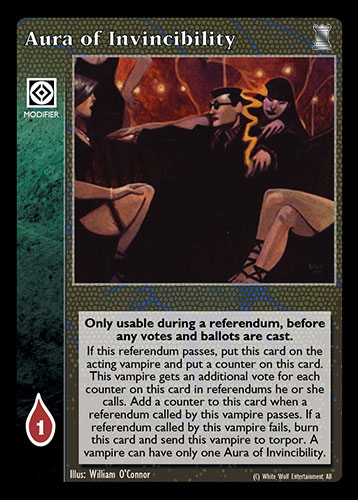 Aura of Invincibility
MODIFIER
Only usable during a referendum, before
any votes and ballots are cast.
If this referendum passes, put this card on the
acting vampire and put a counter on this card.
This vampire gets an additional vote for each
counter on this card in referendums he or she
calls. Add a counter to this card when a
referendum called by this vampire passes. If a
referendum called by this vampire fails, burn
this card and send this vampire to torpor. A
vampire can have only one Aura of Invincibility.
1
Illus: William O'Connor
(C) White Wolf Entertainment AB